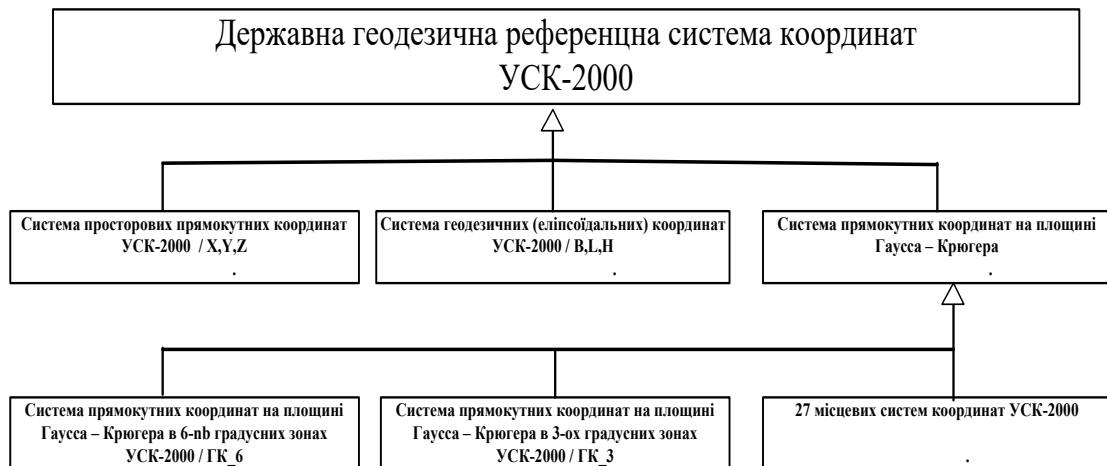 Державна геодезична референцна система координат
УСК-2000
Система просторових прямокутних координат
УСК-2000 / X,Y,Z
.
Система геодезичних (еліпсоїдальних) координат
УСК-2000 / B,L,H
.
Система прямокутних координат на площині
Гаусса – Крюгера
.
Система прямокутних координат на площині
Гаусса – Крюгера в 6-nb градусних зонах
УСК-2000 / ГК_6
Система прямокутних координат на площині
Гаусса – Крюгера в 3-ох градусних зонах
УСК-2000 / ГК_3
27 місцевих систем координат УСК-2000
.